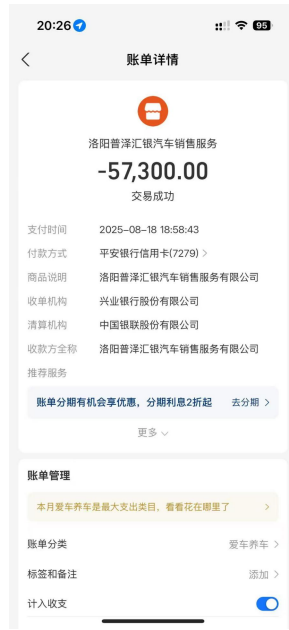 20:26
95
账单详情
洛阳普泽汇银汽车销售服务
-57,300.00
交易成功
支付时间 2025-08-18 18:58:43
付款方式 平安银行信用卡(7279) >
商品说明 洛阳普泽汇银汽车销售服务有限公司
收单机构 兴业银行股份有限公司
清算机构 中国银联股份有限公司
收款方全称 洛阳普泽汇银汽车销售服务有限公司
推荐服务
账单分期有机会享优惠，分期利息2折起 去分期 >
更多
账单管理
本月爱车养车是最大支出类目，看看花在哪里了 >
账单分类 爱车养车 >
标签和备注 添加 >
计入收支